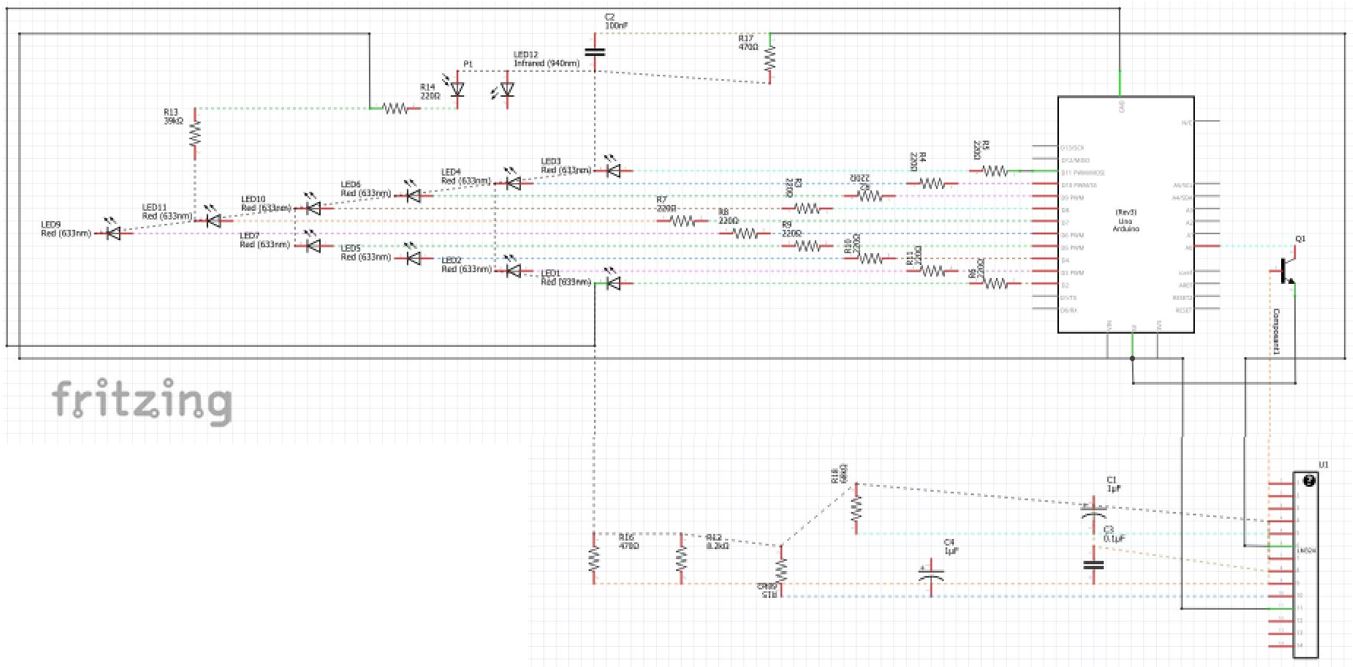 C2
100nF
R17
470Ω
LED12
Infrared (940nm)
P1
R14
220Ω
R13
39kΩ
GND
N/C
D13/SCK
D12/MISO
D11 PWM/MOSI
D10 PWM/SS
D9 PWM
D8
D7
D6 PWM
D5 PWM
D4
D3 PWM
D2
D1/TX
D0/RX
R5
220Ω
R4
220Ω
R2
220Ω
R3
220Ω
R7
220Ω
R8
220Ω
R9
220Ω
R10
220Ω
R11
220Ω
R6
220Ω
LED3
Red (633nm)
LED4
Red (633nm)
LED6
Red (633nm)
LED10
Red (633nm)
LED11
Red (633nm)
LED9
Red (633nm)
LED7
Red (633nm)
LED5
Red (633nm)
LED2
Red (633nm)
LED1
Red (633nm)
(Rev3)
Uno
Arduino
A5/SCL
A4/SDA
A3
A2
A1
A0
ioref
AREF
RESET2
RESET
VIN
5V
3V3
Q1
Component1
fritzing
U1
LM324
R18
68kΩ
C1
1μF
C3
0.1μF
C4
1μF
R16
470Ω
R12
8.2kΩ
R15